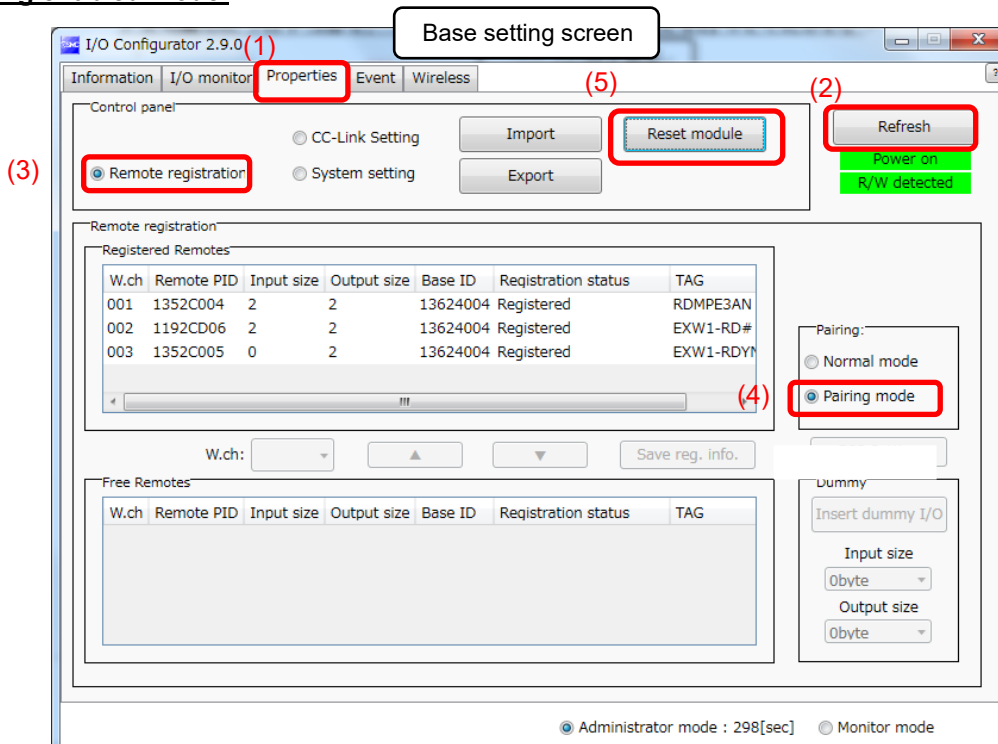 Base setting screen
I/O Configurator 2.9.0
(1)
Information I/O monitor Properties Event Wireless
(5)
(2)
Control panel
CC-Link Setting Import Reset module Refresh
(3)
Remote registration System setting Export
Power on
R/W detected
Remote registration
Registered Remotes
W.ch Remote PID Input size Output size Base ID Registration status TAG
001 1352C004 2 2 13624004 Registered RDMPE3AN
002 1192CD06 2 2 13624004 Registered EXW1-RD#
003 1352C005 0 2 13624004 Registered EXW1-RDYN
Pairing:
Normal mode
(4)
Pairing mode
W.ch: ▲ ▼ Save reg. info.
Free Remotes
W.ch Remote PID Input size Output size Base ID Registration status TAG
Dummy
Insert dummy I/O
Input size
0byte
Output size
0byte
Administrator mode : 298[sec] Monitor mode